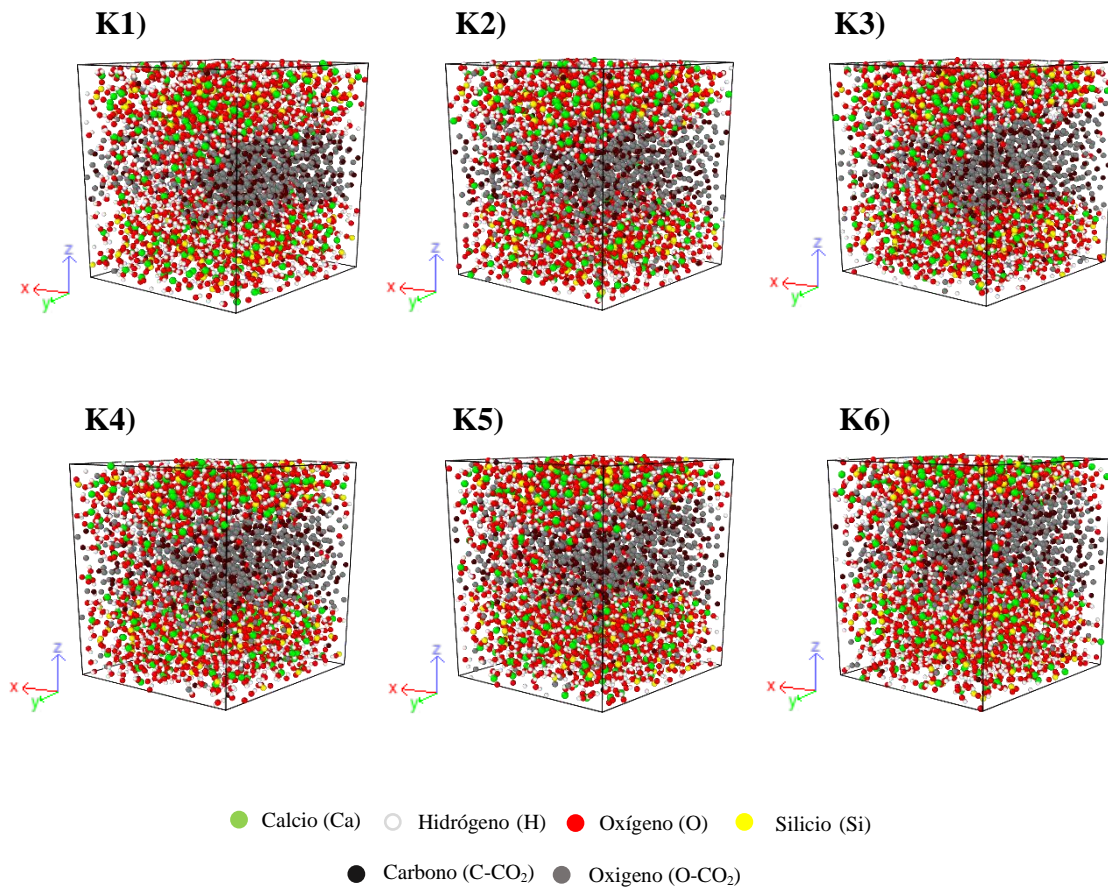 K1) K2) K3)
z z z
x x x
y y y
K4) K5) K6)
z z z
x x x
y y y
Calcio (Ca) Hidrógeno (H) Oxígeno (O) Silicio (Si)
Carbono (C-CO₂) Oxigeno (O-CO₂)